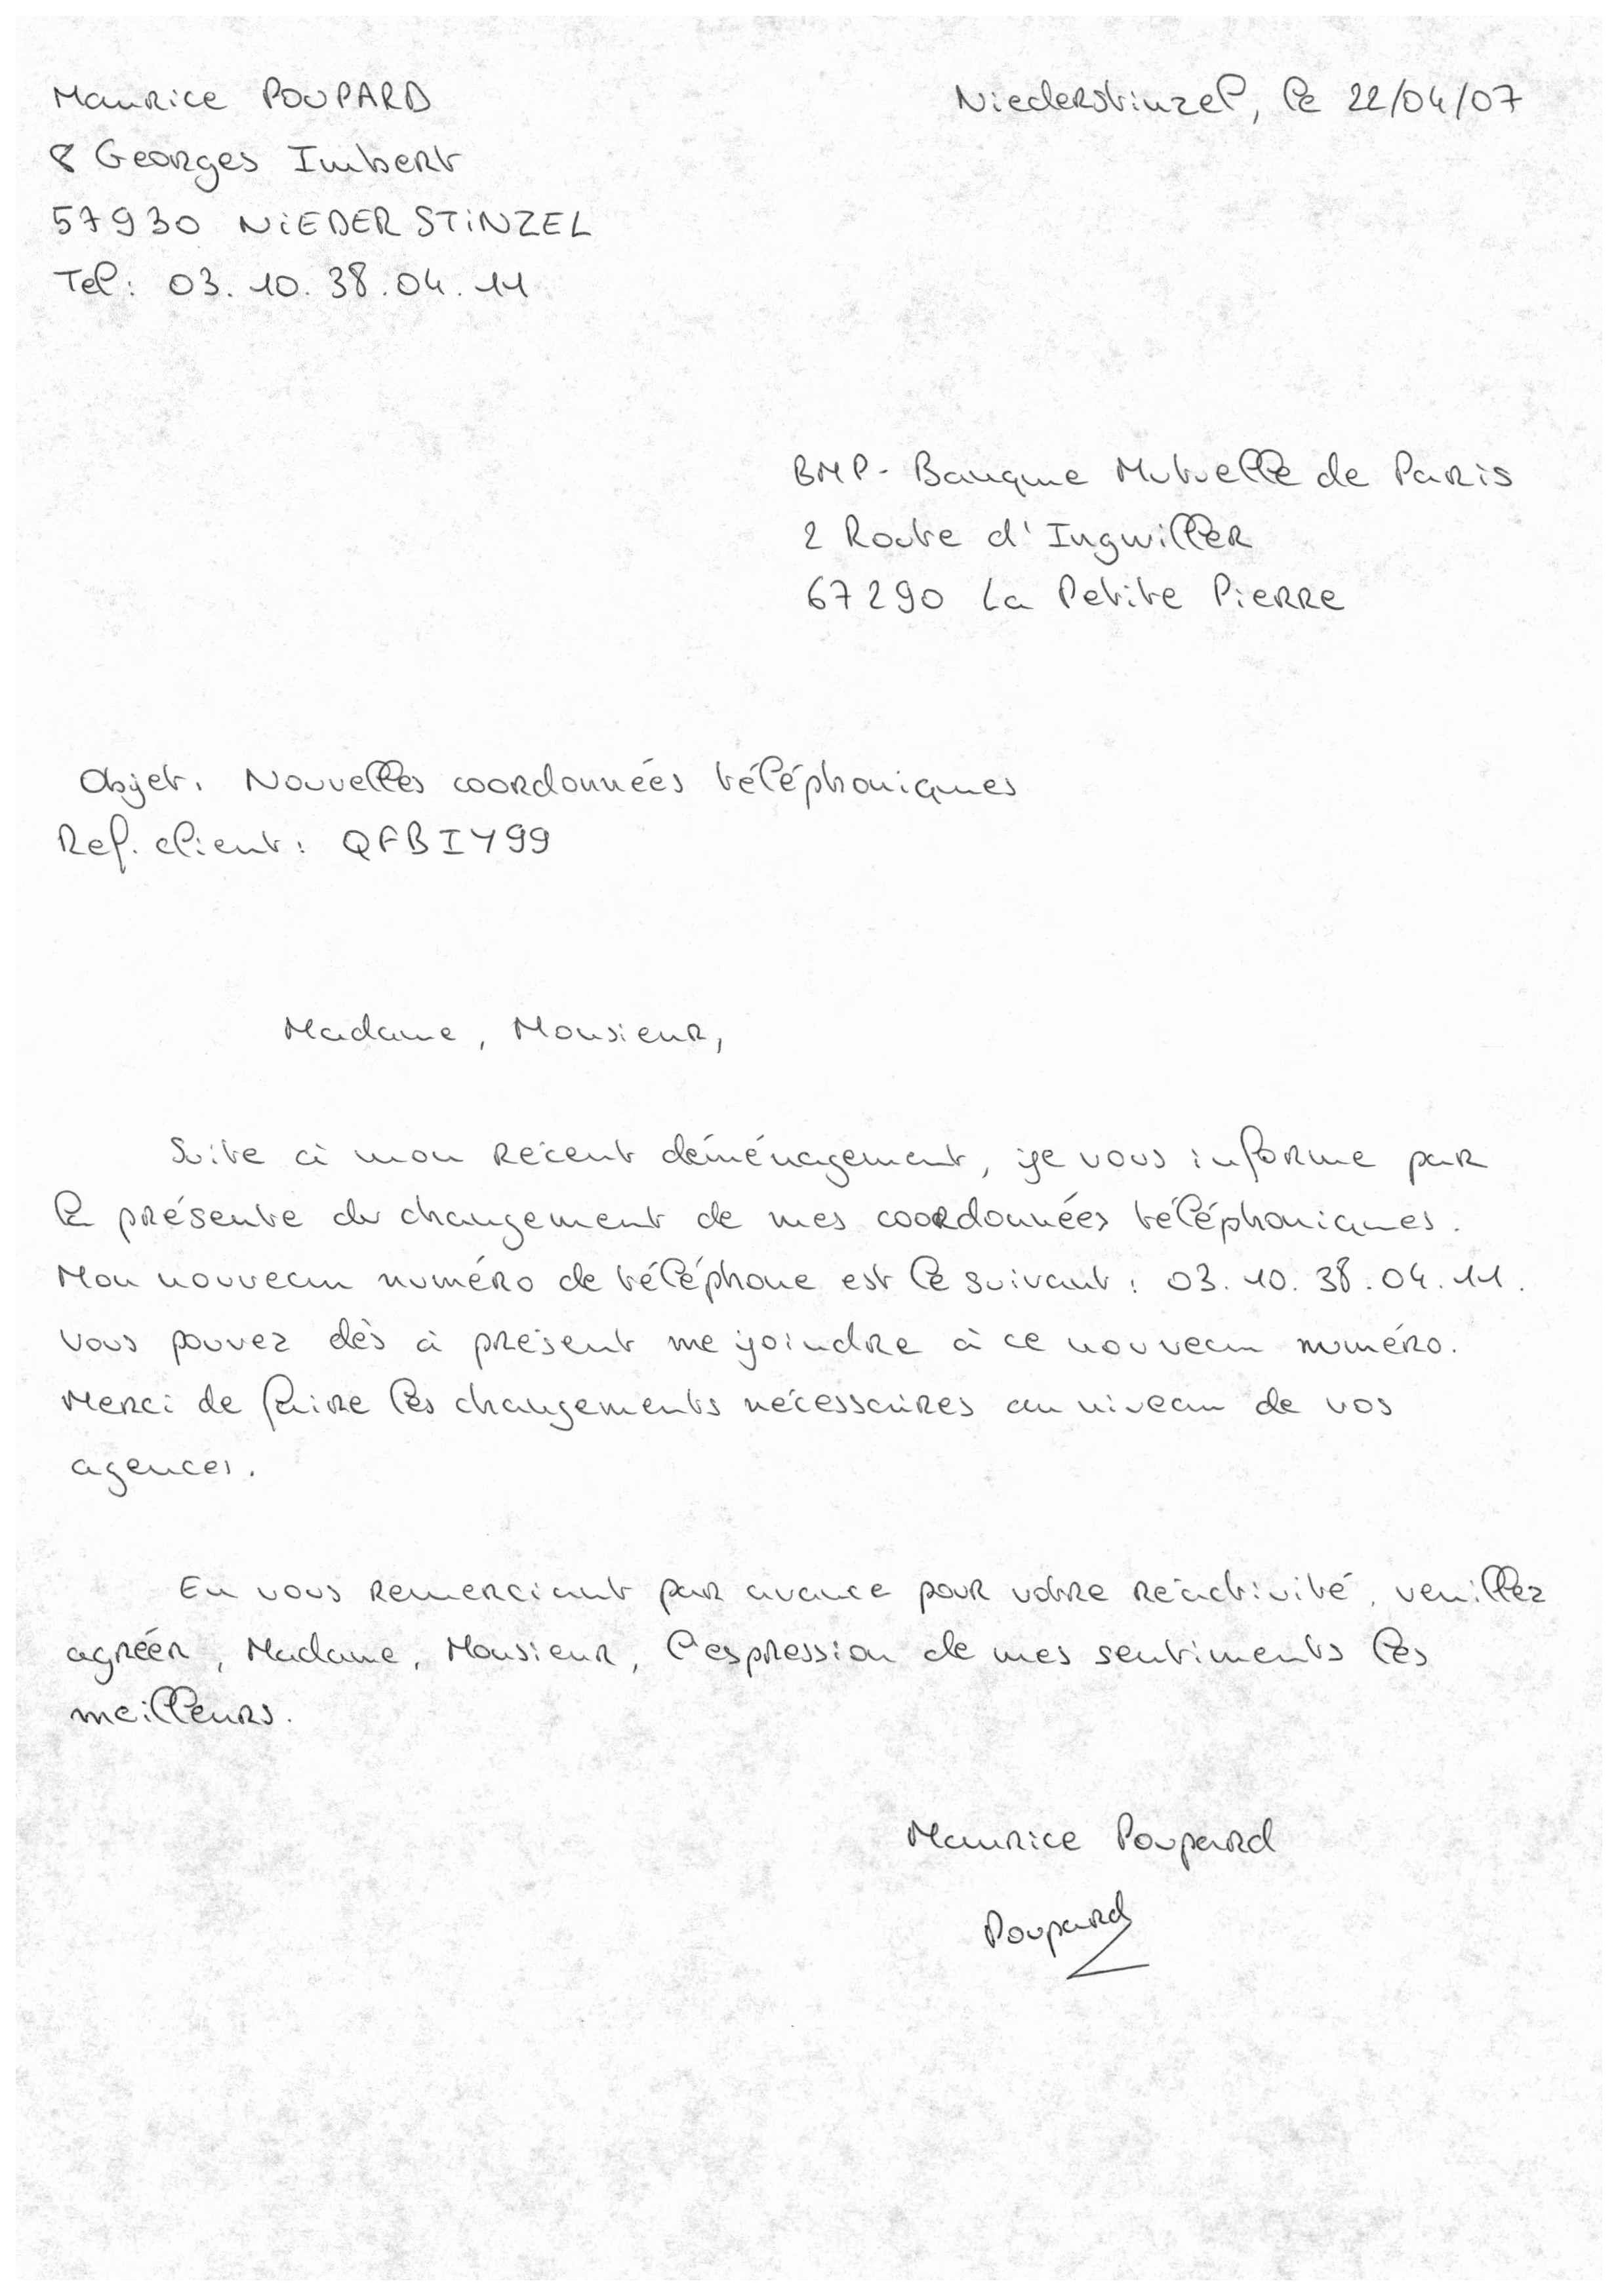 Maurice POUPARD
Niederstinzel, le 22/04/07
8 Georges Imbert
57930 NIEDERSTINZEL
Tel: 03.10.38.04.11
BMP - Banque Mutuelle de Paris
2 Route d'Ingwiller
67290 La Petite Pierre
Objet. Nouvelles coordonnées téléphoniques
Ref. client: QFBIY99
Madame, Monsieur,
Suite à mon récent déménagement, je vous informe par
la présente du changement de mes coordonnées téléphoniques.
Mon nouveau numéro de téléphone est le suivant: 03.10.38.04.11.
Vous pouvez dès à présent me joindre à ce nouveau numéro.
Merci de faire les changements nécessaires au niveau de vos
agences.
En vous remerciant par avance pour votre réactivité, veuillez
agréer, Madame, Monsieur, l'espression de mes sentiments les
meilleurs.
Maurice Poupard
Poupard